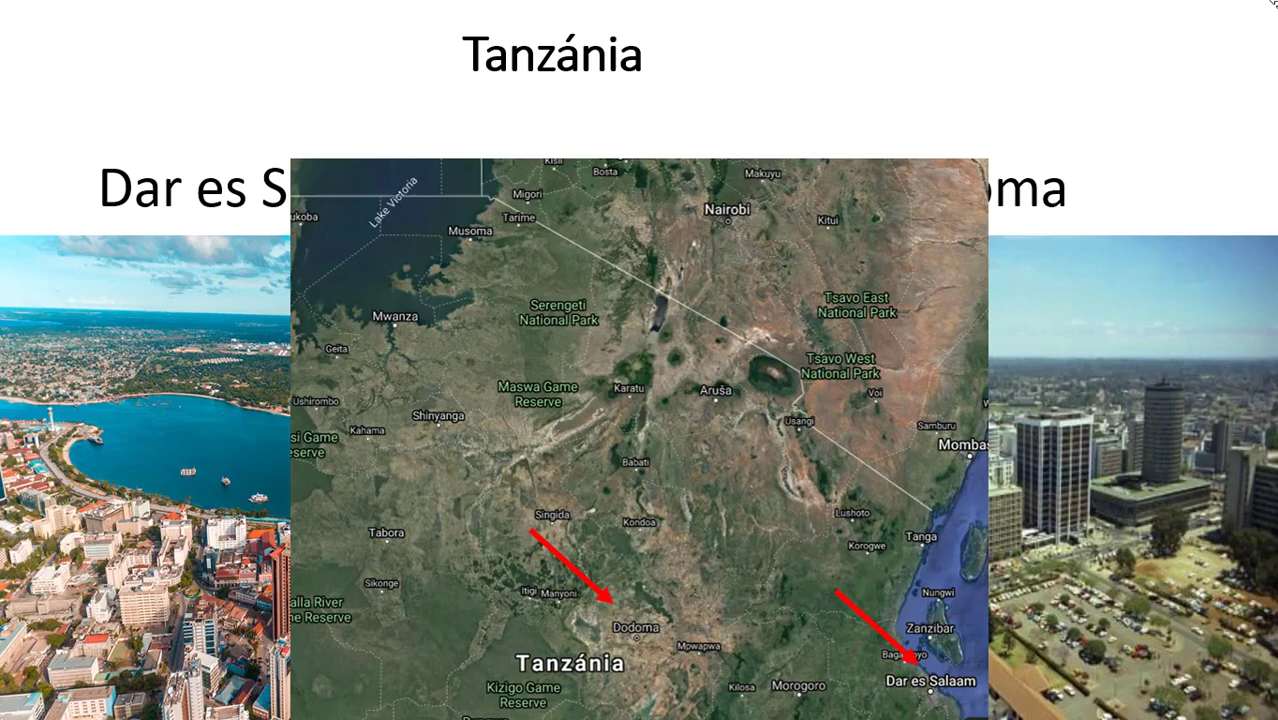 Tanzánia
Dar es S
oma
Kisii
Bosta
Makuyu
Migori
Nairobi
Lake Victoria
ukoba
Tarime
Kitui
Musoma
Serengeti
National Park
Tsavo East
National Park
Mwanza
Geita
Tsavo West
National Park
Maswa Game
Reserve
Karatu
Aruša
Voi
Ushirombo
Shinyanga
Usangi
Samburu
Kahama
si Game
eserve
Mombas
Babati
Singida
Kondoa
Lushoto
Tabora
Korogwe
Tanga
Sikonge
Itigi
Manyoni
Nungwi
alla River
ne Reserve
Dodoma
Zanzibar
Mpwapwa
Tanzánia
Dar es Salaam
Kizigo Game
Reserve
Kilosa
Morogoro